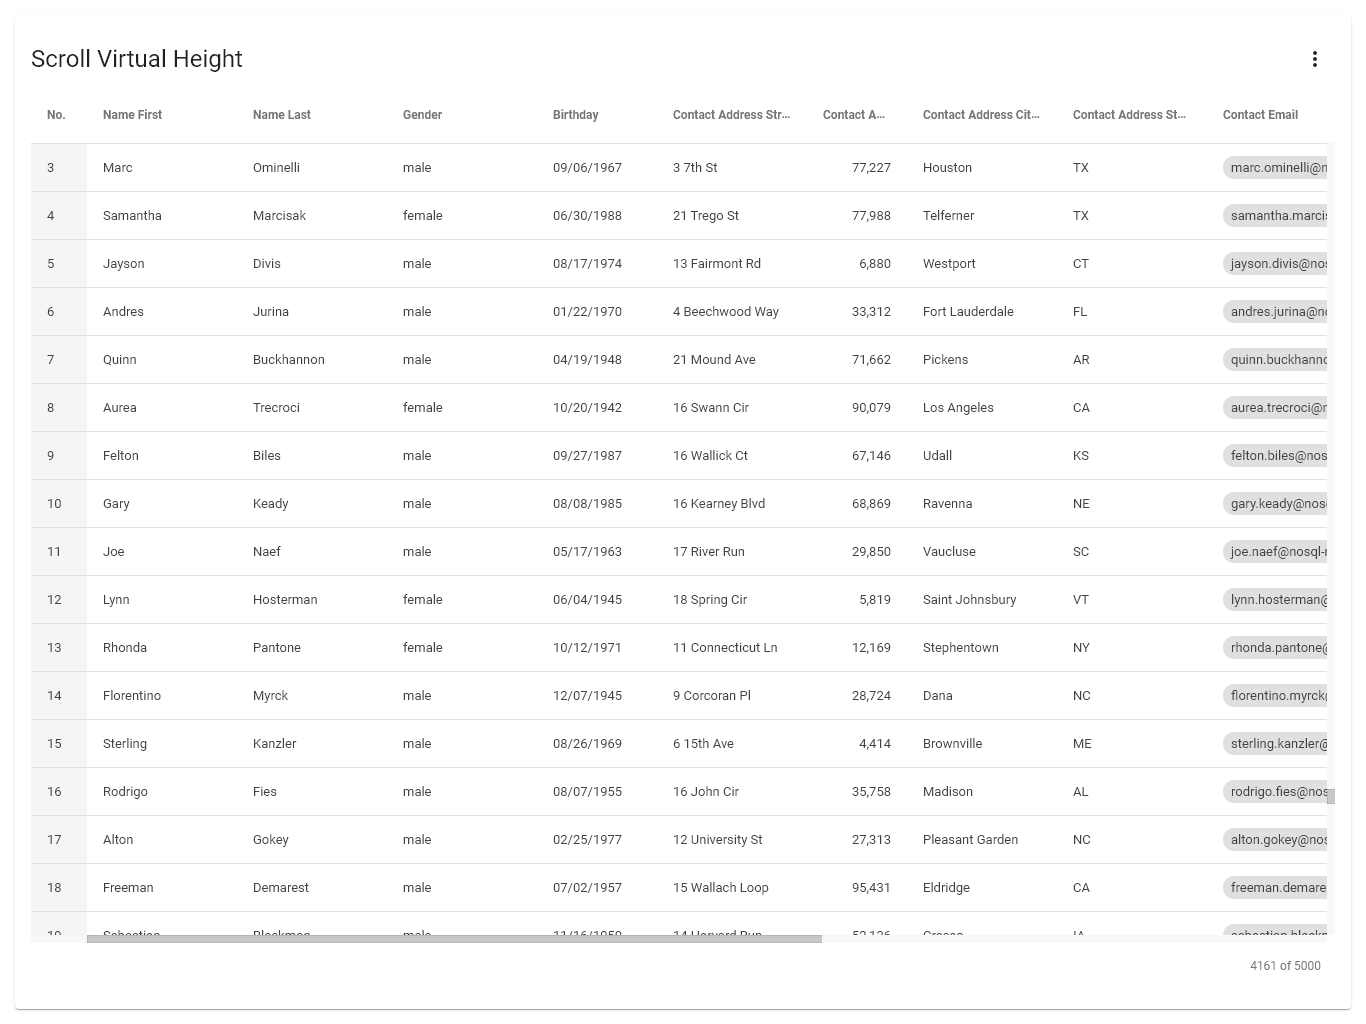 Scroll Virtual Height
No. Name First Name Last Gender Birthday Contact Address Str... Contact A... Contact Address Cit... Contact Address St... Contact Email
3 Marc Ominelli male 09/06/1967 3 7th St 77,227 Houston TX marc.ominelli@n
4 Samantha Marcisak female 06/30/1988 21 Trego St 77,988 Telferner TX samantha.marcis
5 Jayson Divis male 08/17/1974 13 Fairmont Rd 6,880 Westport CT jayson.divis@nos
6 Andres Jurina male 01/22/1970 4 Beechwood Way 33,312 Fort Lauderdale FL andres.jurina@no
7 Quinn Buckhannon male 04/19/1948 21 Mound Ave 71,662 Pickens AR quinn.buckhanno
8 Aurea Trecroci female 10/20/1942 16 Swann Cir 90,079 Los Angeles CA aurea.trecroci@n
9 Felton Biles male 09/27/1987 16 Wallick Ct 67,146 Udall KS felton.biles@nos
10 Gary Keady male 08/08/1985 16 Kearney Blvd 68,869 Ravenna NE gary.keady@nos
11 Joe Naef male 05/17/1963 17 River Run 29,850 Vaucluse SC joe.naef@nosql-
12 Lynn Hosterman female 06/04/1945 18 Spring Cir 5,819 Saint Johnsbury VT lynn.hosterman@
13 Rhonda Pantone female 10/12/1971 11 Connecticut Ln 12,169 Stephentown NY rhonda.pantone@
14 Florentino Myrck male 12/07/1945 9 Corcoran Pl 28,724 Dana NC florentino.myrck@
15 Sterling Kanzler male 08/26/1969 6 15th Ave 4,414 Brownville ME sterling.kanzler@
16 Rodrigo Fies male 08/07/1955 16 John Cir 35,758 Madison AL rodrigo.fies@nos
17 Alton Gokey male 02/25/1977 12 University St 27,313 Pleasant Garden NC alton.gokey@nos
18 Freeman Demarest male 07/02/1957 15 Wallach Loop 95,431 Eldridge CA freeman.demare
19 Sebastian male
4161 of 5000